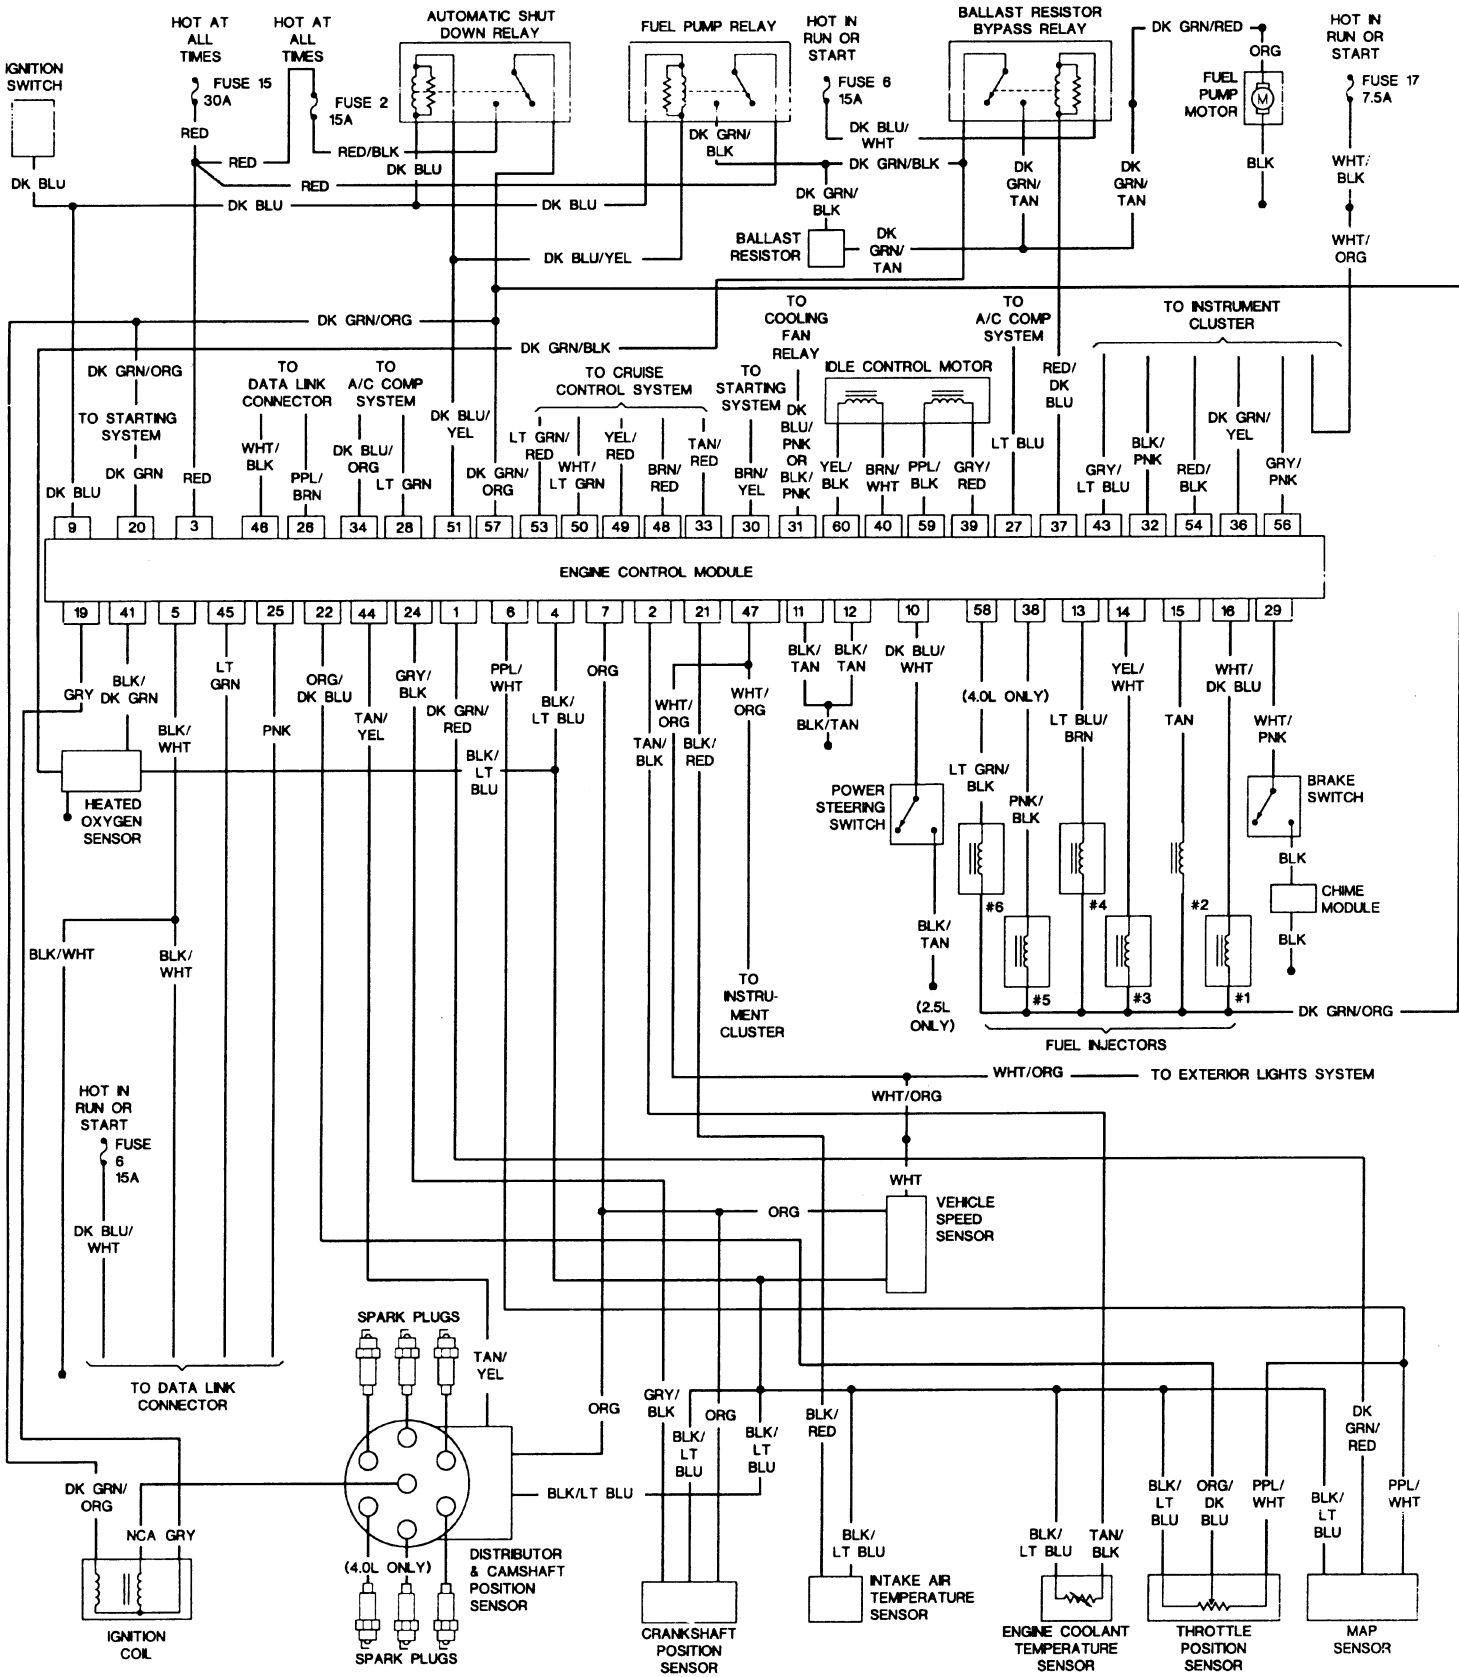 AUTOMATIC SHUT
DOWN RELAY
FUEL PUMP RELAY
BALLAST RESISTOR
BYPASS RELAY
HOT AT
ALL
TIMES
HOT AT
ALL
TIMES
HOT IN
RUN OR
START
HOT IN
RUN OR
START
DK GRN/RED
ORG
IGNITION
SWITCH
FUSE 15
30A
FUSE 2
15A
FUSE 6
15A
FUEL
PUMP
MOTOR
M
FUSE 17
7.5A
RED
RED
RED/BLK
DK BLU
DK GRN/
BLK
DK BLU/
WHT
DK GRN/BLK
DK
GRN/
TAN
DK
GRN/
TAN
BLK
WHT/
BLK
DK BLU
RED
DK BLU
DK BLU
DK GRN/
BLK
BALLAST
RESISTOR
DK
GRN/
TAN
WHT/
ORG
DK BLU/YEL
DK GRN/ORG
DK GRN/BLK
TO
COOLING
FAN
RELAY
TO
A/C COMP
SYSTEM
TO INSTRUMENT
CLUSTER
DK GRN/ORG
TO
DATA LINK
CONNECTOR
TO
A/C COMP
SYSTEM
TO CRUISE
CONTROL SYSTEM
TO
STARTING
SYSTEM
IDLE CONTROL MOTOR
RED/
DK
BLU
TO STARTING
SYSTEM
DK GRN
DK BLU
RED
WHT/
BLK
PPL/
BRN
DK BLU/
ORG
LT GRN
DK BLU/
YEL
DK GRN/
ORG
LT GRN/
RED
WHT/
LT GRN
YEL/
RED
BRN/
RED
TAN/
RED
BRN/
YEL
DK
BLU/
PNK
OR
BLK/
PNK
YEL/
BLK
BRN/
WHT
PPL/
BLK
GRY/
RED
LT BLU
GRY/
LT BLU
BLK/
PNK
RED/
BLK
DK GRN/
YEL
GRY/
PNK
9 20 3 46 26 34 28 51 57 53 50 49 48 33 30 31 60 40 59 39 27 37 43 32 54 36 56
ENGINE CONTROL MODULE
19 41 5 45 25 22 44 24 1 6 4 7 2 21 47 11 12 10 58 38 13 14 15 16 29
GRY
BLK/
DK GRN
BLK/
WHT
LT
GRN
PNK
ORG/
DK BLU
TAN/
YEL
GRY/
BLK
DK GRN/
RED
PPL/
WHT
BLK/
LT BLU
ORG
TAN/
BLK
WHT/
ORG
BLK/
RED
WHT/
ORG
BLK/
TAN
BLK/
TAN
BLK/TAN
DK BLU/
WHT
(4.0L ONLY)
LT GRN/
BLK
PNK/
BLK
LT BLU/
BRN
YEL/
WHT
TAN
WHT/
DK BLU
WHT/
PNK
BLK/
LT
BLU
HEATED
OXYGEN
SENSOR
POWER
STEERING
SWITCH
BRAKE
SWITCH
BLK
CHIME
MODULE
BLK
#6
#4
#2
#5
#3
#1
BLK/WHT
BLK/
WHT
BLK/
TAN
(2.5L
ONLY)
TO
INSTRU-
MENT
CLUSTER
DK GRN/ORG
FUEL INJECTORS
WHT/ORG
TO EXTERIOR LIGHTS SYSTEM
WHT/ORG
HOT IN
RUN OR
START
FUSE
6
15A
DK BLU/
WHT
WHT
VEHICLE
SPEED
SENSOR
ORG
SPARK PLUGS
TAN/
YEL
TO DATA LINK
CONNECTOR
ORG
GRY/
BLK
ORG
BLK/
LT
BLU
BLK/
LT
BLU
BLK/
RED
DK
GRN/
RED
DK GRN/
ORG
BLK/LT BLU
BLK/
LT
BLU
ORG/
DK
BLU
PPL/
WHT
BLK/
LT
BLU
PPL/
WHT
NCA GRY
BLK/
LT BLU
BLK/
LT BLU
TAN/
BLK
(4.0L ONLY)
DISTRIBUTOR
& CAMSHAFT
POSITION
SENSOR
IGNITION
COIL
SPARK PLUGS
CRANKSHAFT
POSITION
SENSOR
INTAKE AIR
TEMPERATURE
SENSOR
ENGINE COOLANT
TEMPERATURE
SENSOR
THROTTLE
POSITION
SENSOR
MAP
SENSOR